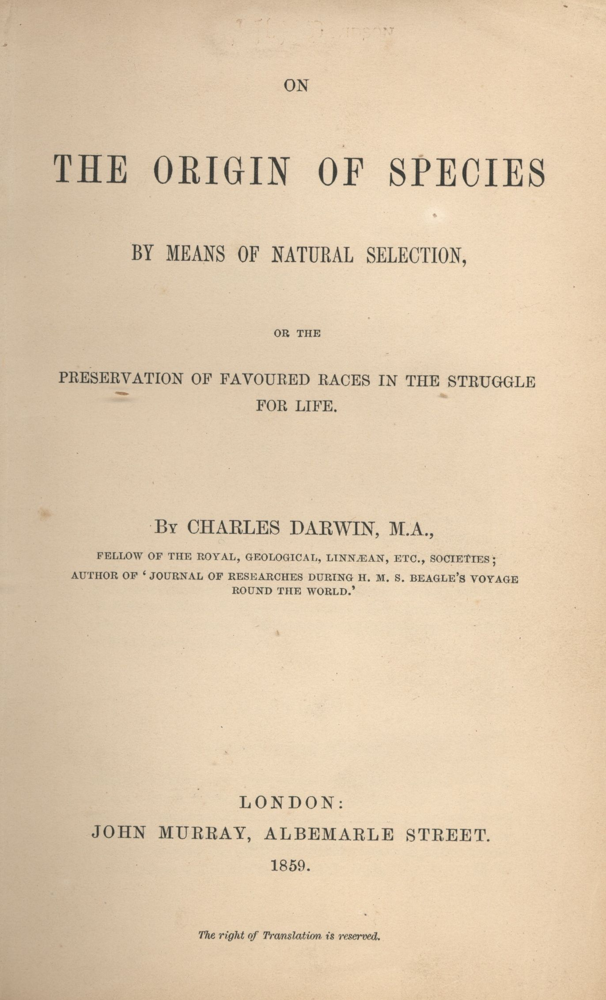 ON
THE ORIGIN OF SPECIES
BY MEANS OF NATURAL SELECTION,
OR THE
PRESERVATION OF FAVOURED RACES IN THE STRUGGLE
FOR LIFE.
By CHARLES DARWIN, M.A.,
FELLOW OF THE ROYAL, GEOLOGICAL, LINNÆAN, ETC., SOCIETIES;
AUTHOR OF ‘JOURNAL OF RESEARCHES DURING H. M. S. BEAGLE’S VOYAGE
ROUND THE WORLD.’
LONDON:
JOHN MURRAY, ALBEMARLE STREET.
1859.
The right of Translation is reserved.